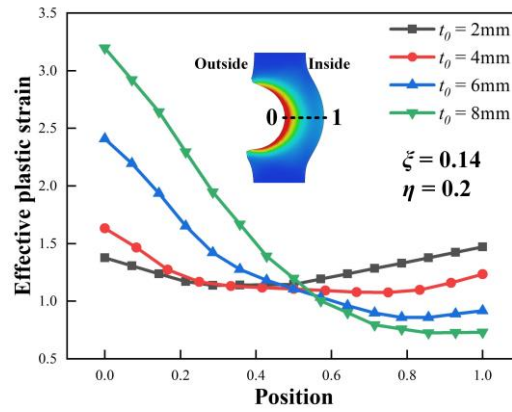 3.5
3.0
2.5
2.0
1.5
1.0
0.5
Effective plastic strain
0.0
0.2
0.4
0.6
0.8
1.0
Position
Outside
Inside
0
1
t₀ = 2mm
t₀ = 4mm
t₀ = 6mm
t₀ = 8mm
ξ = 0.14
η = 0.2